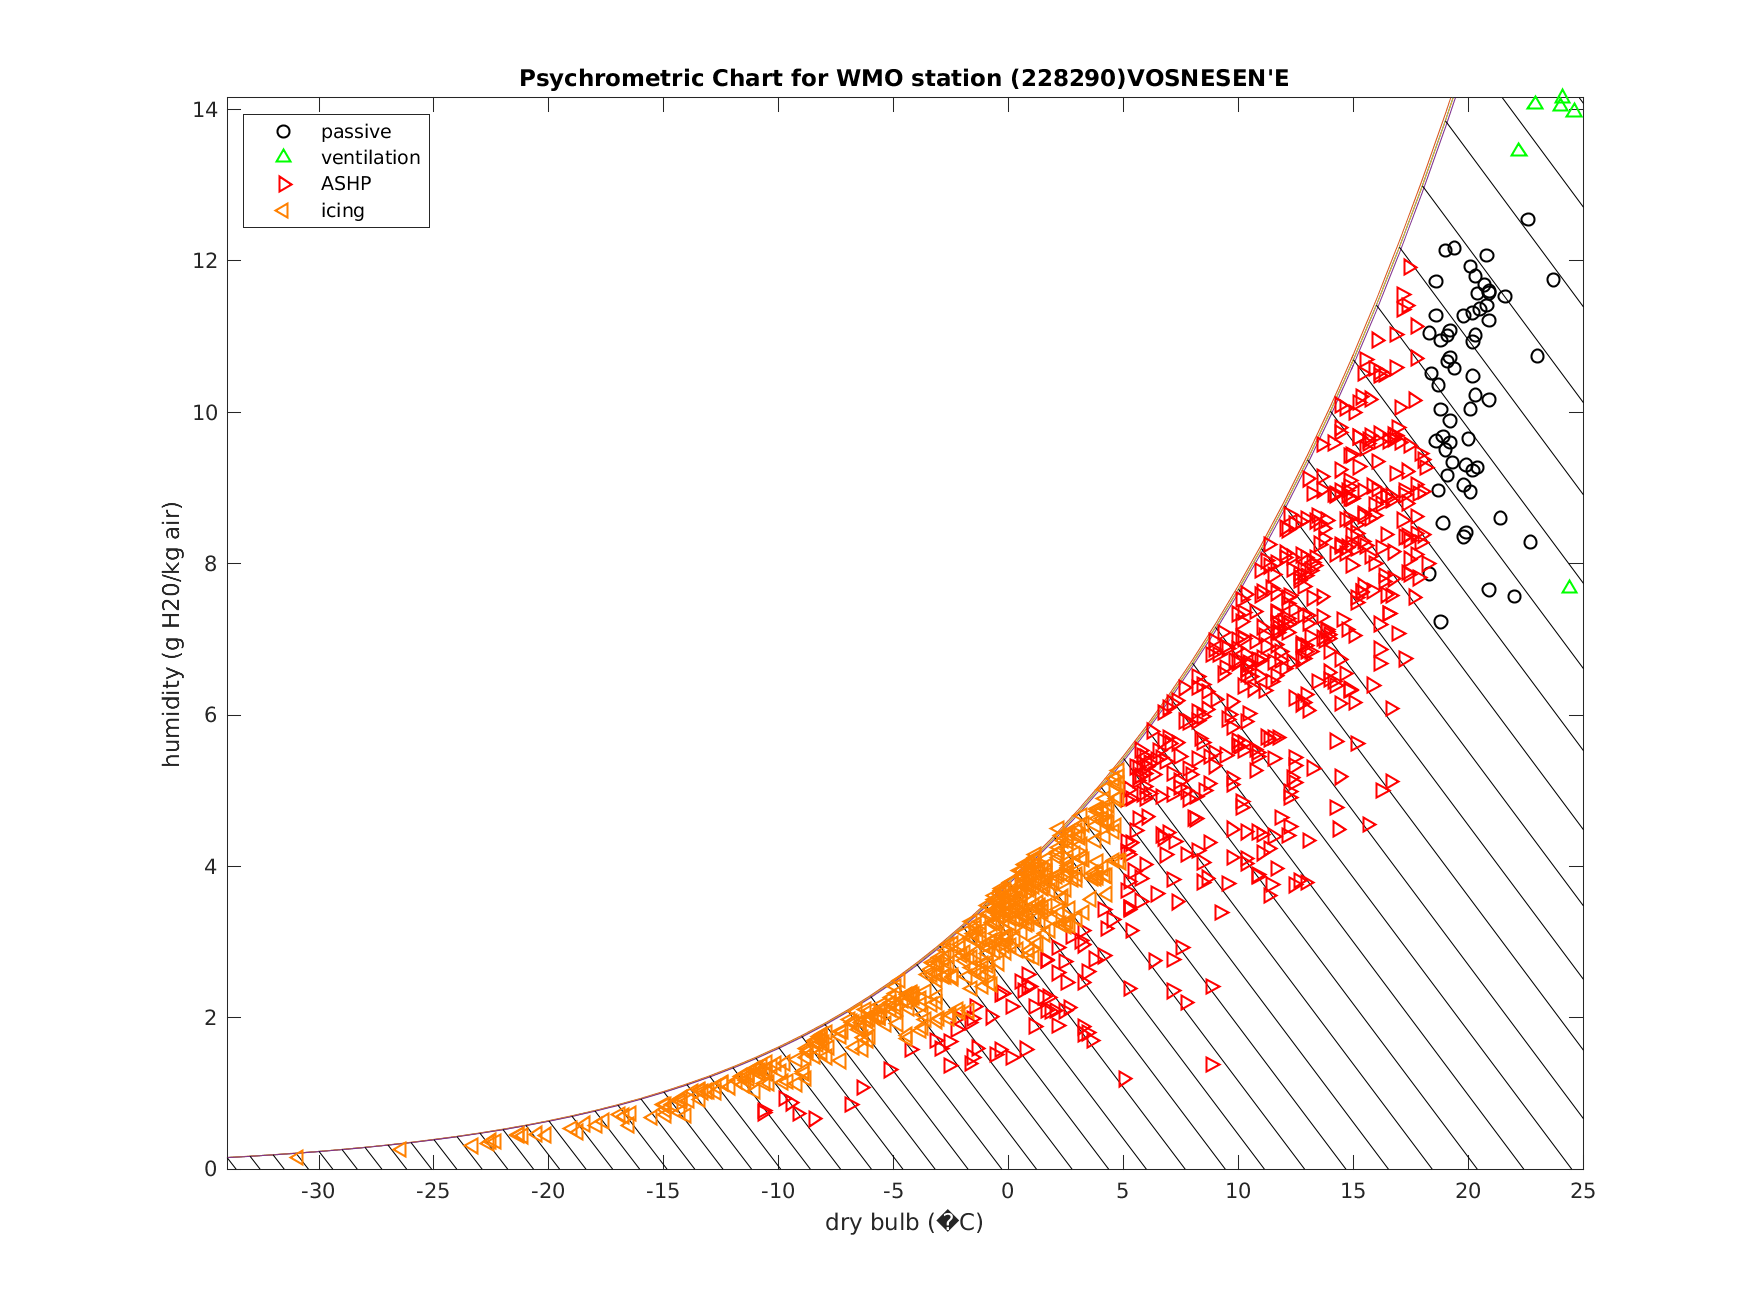 Psychrometric Chart for WMO station (228290)VOSNESEN'E
passive
ventilation
ASHP
icing
14
12
10
8
6
4
2
0
humidity (g H20/kg air)
-30 -25 -20 -15 -10 -5 0 5 10 15 20 25
dry bulb (�C)